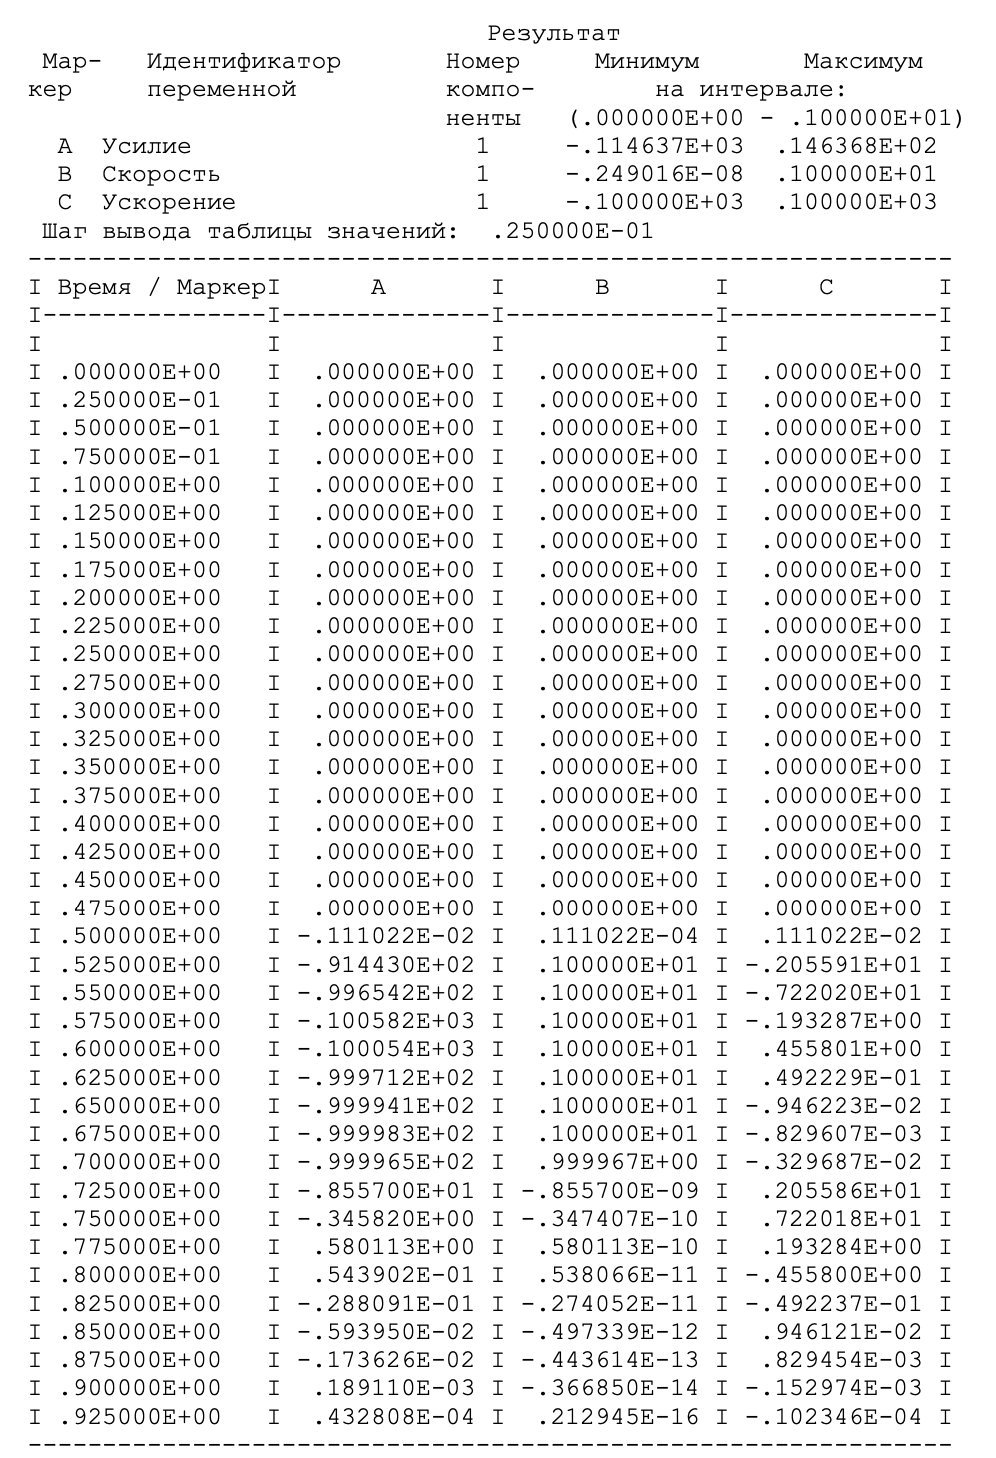 Результат
Мар-   Идентификатор       Номер     Минимум       Максимум
кер     переменной          компо-        на интервале:
ненты   (.000000E+00 - .100000E+01)
A  Усилие                   1     -.114637E+03  .146368E+02
B  Скорость                 1     -.249016E-08  .100000E+01
C  Ускорение                1     -.100000E+03  .100000E+03
Шаг вывода таблицы значений:  .250000E-01
--------------------------------------------------------------
I Время / МаркерI      A       I      B       I      C       I
I---------------I--------------I--------------I--------------I
I               I              I              I              I
I .000000E+00   I  .000000E+00 I  .000000E+00 I  .000000E+00 I
I .250000E-01   I  .000000E+00 I  .000000E+00 I  .000000E+00 I
I .500000E-01   I  .000000E+00 I  .000000E+00 I  .000000E+00 I
I .750000E-01   I  .000000E+00 I  .000000E+00 I  .000000E+00 I
I .100000E+00   I  .000000E+00 I  .000000E+00 I  .000000E+00 I
I .125000E+00   I  .000000E+00 I  .000000E+00 I  .000000E+00 I
I .150000E+00   I  .000000E+00 I  .000000E+00 I  .000000E+00 I
I .175000E+00   I  .000000E+00 I  .000000E+00 I  .000000E+00 I
I .200000E+00   I  .000000E+00 I  .000000E+00 I  .000000E+00 I
I .225000E+00   I  .000000E+00 I  .000000E+00 I  .000000E+00 I
I .250000E+00   I  .000000E+00 I  .000000E+00 I  .000000E+00 I
I .275000E+00   I  .000000E+00 I  .000000E+00 I  .000000E+00 I
I .300000E+00   I  .000000E+00 I  .000000E+00 I  .000000E+00 I
I .325000E+00   I  .000000E+00 I  .000000E+00 I  .000000E+00 I
I .350000E+00   I  .000000E+00 I  .000000E+00 I  .000000E+00 I
I .375000E+00   I  .000000E+00 I  .000000E+00 I  .000000E+00 I
I .400000E+00   I  .000000E+00 I  .000000E+00 I  .000000E+00 I
I .425000E+00   I  .000000E+00 I  .000000E+00 I  .000000E+00 I
I .450000E+00   I  .000000E+00 I  .000000E+00 I  .000000E+00 I
I .475000E+00   I  .000000E+00 I  .000000E+00 I  .000000E+00 I
I .500000E+00   I -.111022E-02 I  .111022E-04 I  .111022E-02 I
I .525000E+00   I -.914430E+02 I  .100000E+01 I -.205591E+01 I
I .550000E+00   I -.996542E+02 I  .100000E+01 I -.722020E+01 I
I .575000E+00   I -.100582E+03 I  .100000E+01 I -.193287E+00 I
I .600000E+00   I -.100054E+03 I  .100000E+01 I  .455801E+00 I
I .625000E+00   I -.999712E+02 I  .100000E+01 I  .492229E-01 I
I .650000E+00   I -.999941E+02 I  .100000E+01 I -.946223E-02 I
I .675000E+00   I -.999983E+02 I  .100000E+01 I -.829607E-03 I
I .700000E+00   I -.999965E+02 I  .999967E+00 I -.329687E-02 I
I .725000E+00   I -.855700E+01 I -.855700E-09 I  .205586E+01 I
I .750000E+00   I -.345820E+00 I -.347407E-10 I  .722018E+01 I
I .775000E+00   I  .580113E+00 I  .580113E-10 I  .193284E+00 I
I .800000E+00   I  .543902E-01 I  .538066E-11 I -.455800E+00 I
I .825000E+00   I -.288091E-01 I -.274052E-11 I -.492237E-01 I
I .850000E+00   I -.593950E-02 I -.497339E-12 I  .946121E-02 I
I .875000E+00   I -.173626E-02 I -.443614E-13 I  .829454E-03 I
I .900000E+00   I  .189110E-03 I -.366850E-14 I -.152974E-03 I
I .925000E+00   I  .432808E-04 I  .212945E-16 I -.102346E-04 I
--------------------------------------------------------------